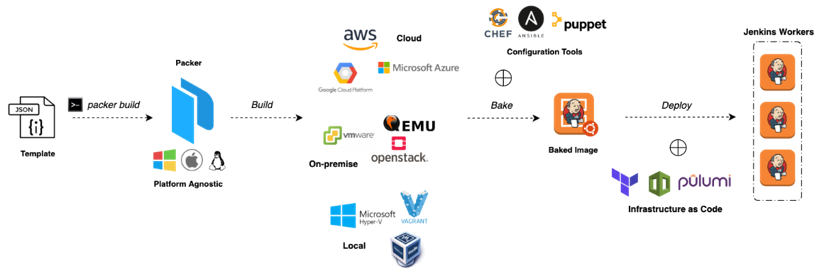 JSON
{i}
Template
>_ packer build
Packer
Platform Agnostic
Build
aws
Cloud
Google Cloud Platform
Microsoft Azure
vmware
QEMU
openstack.
On-premise
Microsoft
Hyper-V
VAGRANT
Local
CHEF
ANSIBLE
puppet
Configuration Tools
Bake
Baked Image
Deploy
pulumi
Infrastructure as Code
Jenkins Workers